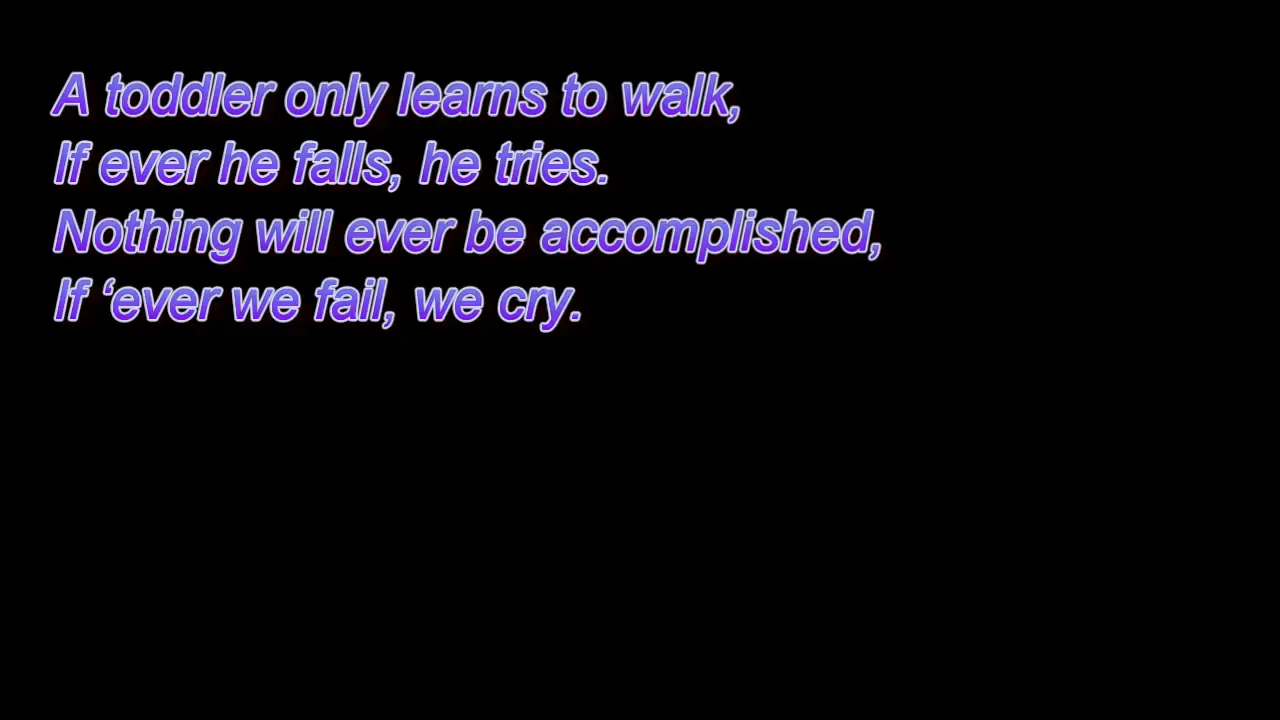 A toddler only learns to walk,
If ever he falls, he tries.
Nothing will ever be accomplished,
If ‘ever we fail, we cry.